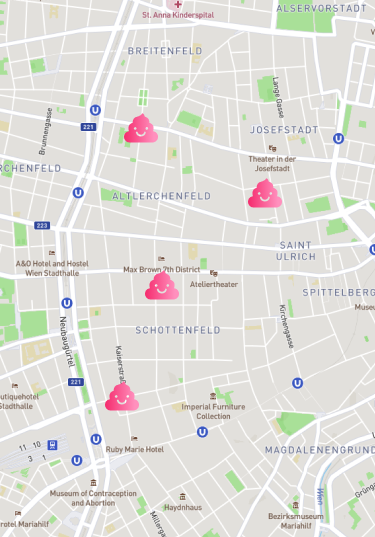 ALSERVORSTADT
St. Anna Kinderspital
BREITENFELD
Lange Gasse
U
221
Brunnengasse
JOSEFSTADT
U
Theater in der
Josefstadt
RCHENFELD
U
ALTLERCHENFELD
223
SAINT
ULRICH
U
A&O Hotel and Hostel
Wien Stadthalle
Max Brown 7th District
Ateliertheater
SPITTELBERG
U
Museu
Kirchengasse
Neubaugürtel
SCHOTTENFELD
Kaiserstraß
221
U
utiquehotel
Stadthalle
Imperial Furniture
Collection
U
11 10
3 1
U
Ruby Marie Hotel
MAGDALENENGRUND
U
Museum of Contraception
and Abortion
Wien
Haydnhaus
Bezirksmuseum
Mariahilf
rotel Mariahilf
Millerga
Grüng